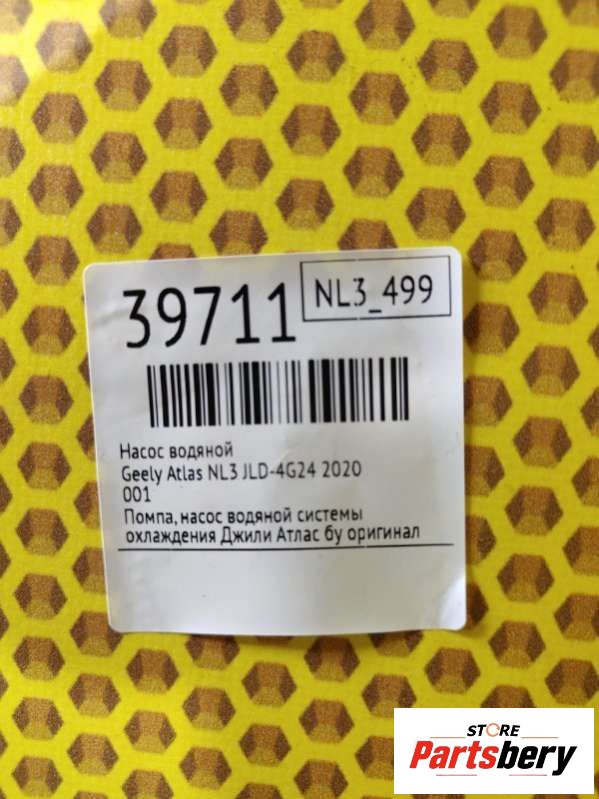 39711
NL3_499
Насос водяной
Geely Atlas NL3 JLD-4G24 2020
001
Помпа, насос водяной системы
охлаждения Джили Атлас бу оригинал
STORE
Partsbery